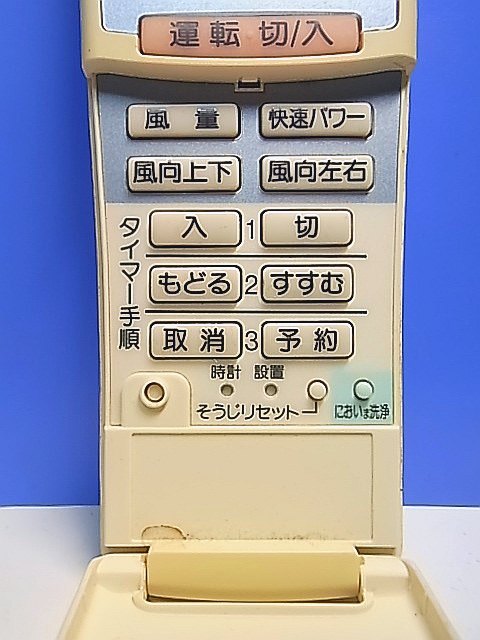 運転 切/入
風量 快速パワー
風向上下 風向左右
タイマー手順
入 1 切
もどる 2 すすむ
取消 3 予約
時計 設置
そうじリセット
においま洗浄